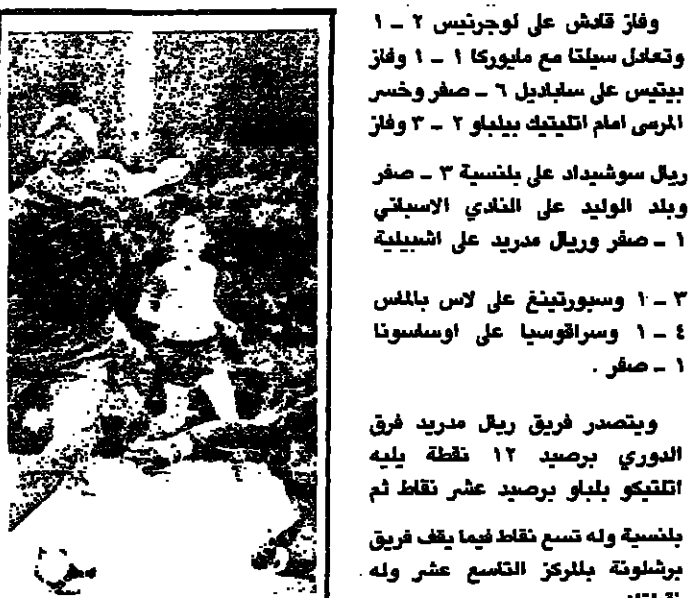 وفاز قادش على لوجرنيس ٢ – ١
وتعادل سيلتا مع مايوركا ١ – ١ وفاز
بيتيس على ساباديل ٦ – صفر وخسر
المرسى امام اتليتيك بيلباو ٢ – ٣ وفاز
ريال سوشيداد على بلنسية ٣ – صفر
وبلد الوليد على النادي الاسباني
١ – صفر وريال مدريد على اشبيلية
٣ – ١ وسبورتينغ على لاس بالماس
٤ – ١ وسراقوسيا على اوساسونا
١ – صفر .
ويتصدر فريق ريال مدريد فرق
الدوري برصيد ١٢ نقطة يليه
اتلتيكو بلباو برصيد عشر نقاط ثم
بلنسية وله تسع نقاط فيما يقف فريق
برشلونة بالمركز التاسع عشر وله